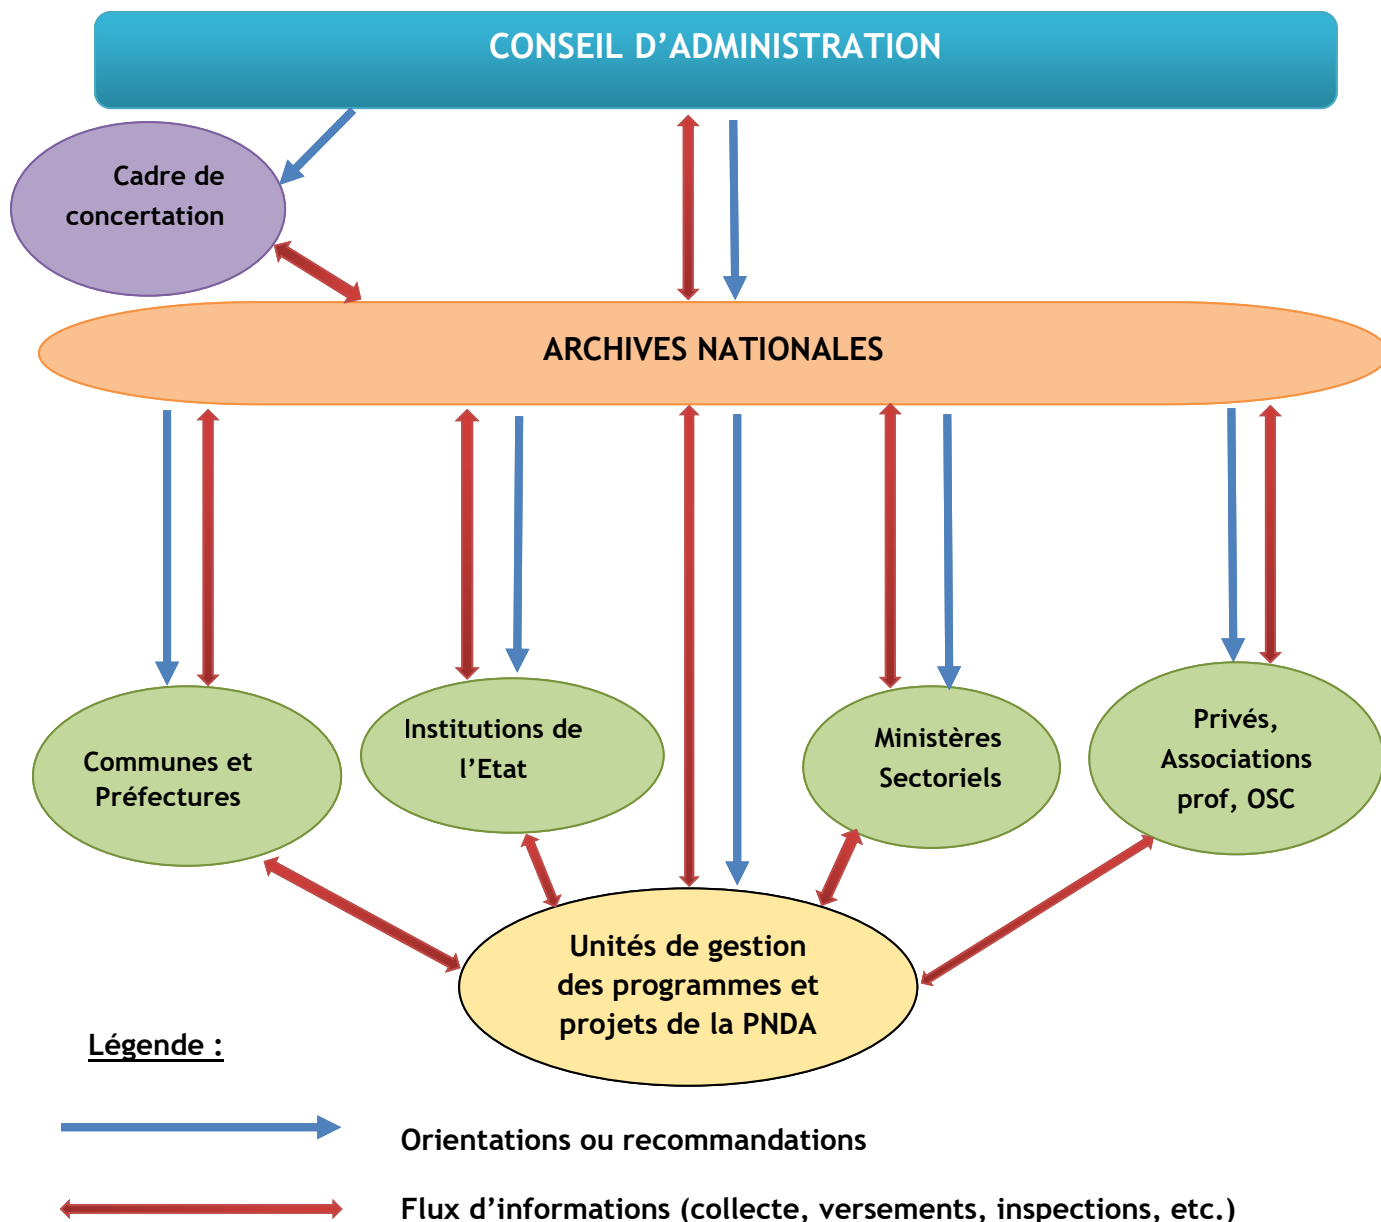 CONSEIL D’ADMINISTRATION
Cadre de
concertation
ARCHIVES NATIONALES
Communes et
Préfectures
Institutions de
l’Etat
Ministères
Sectoriels
Privés,
Associations
prof, OSC
Unités de gestion
des programmes et
projets de la PNDA
Légende :
Orientations ou recommandations
Flux d’informations (collecte, versements, inspections, etc.)